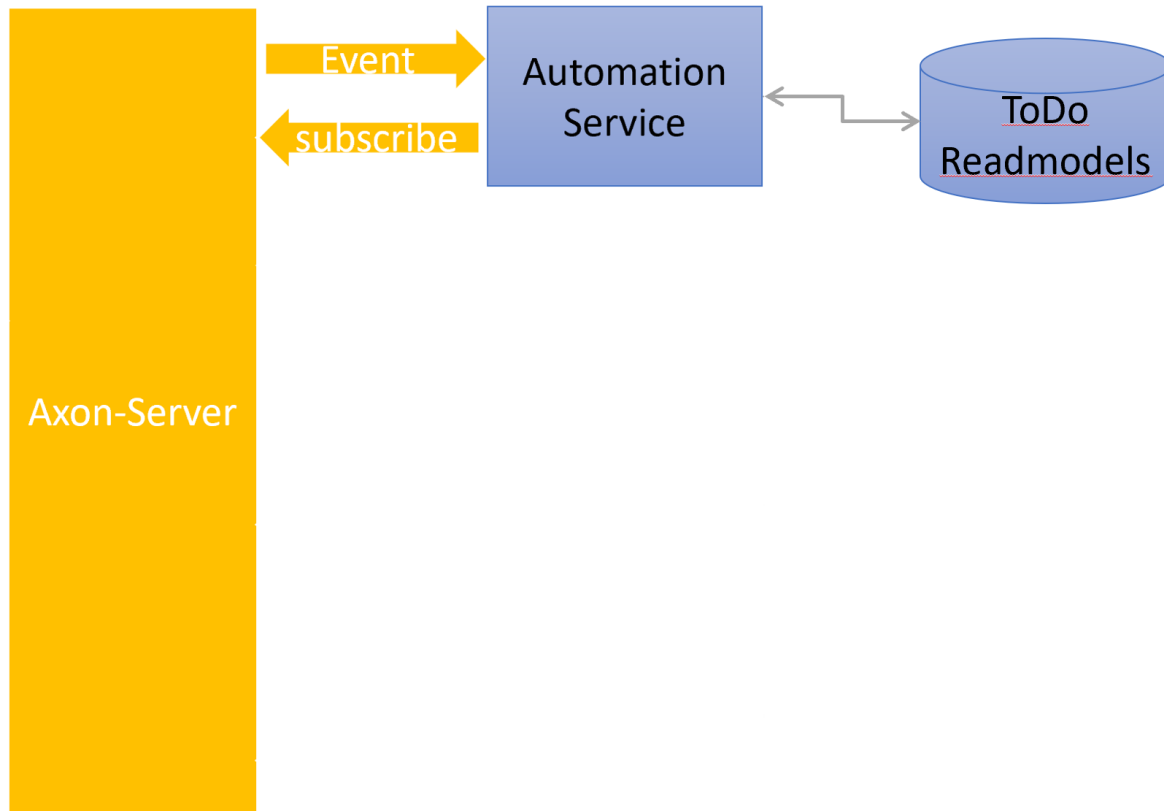 Event
subscribe
Automation
Service
ToDo
Readmodels
Axon-Server